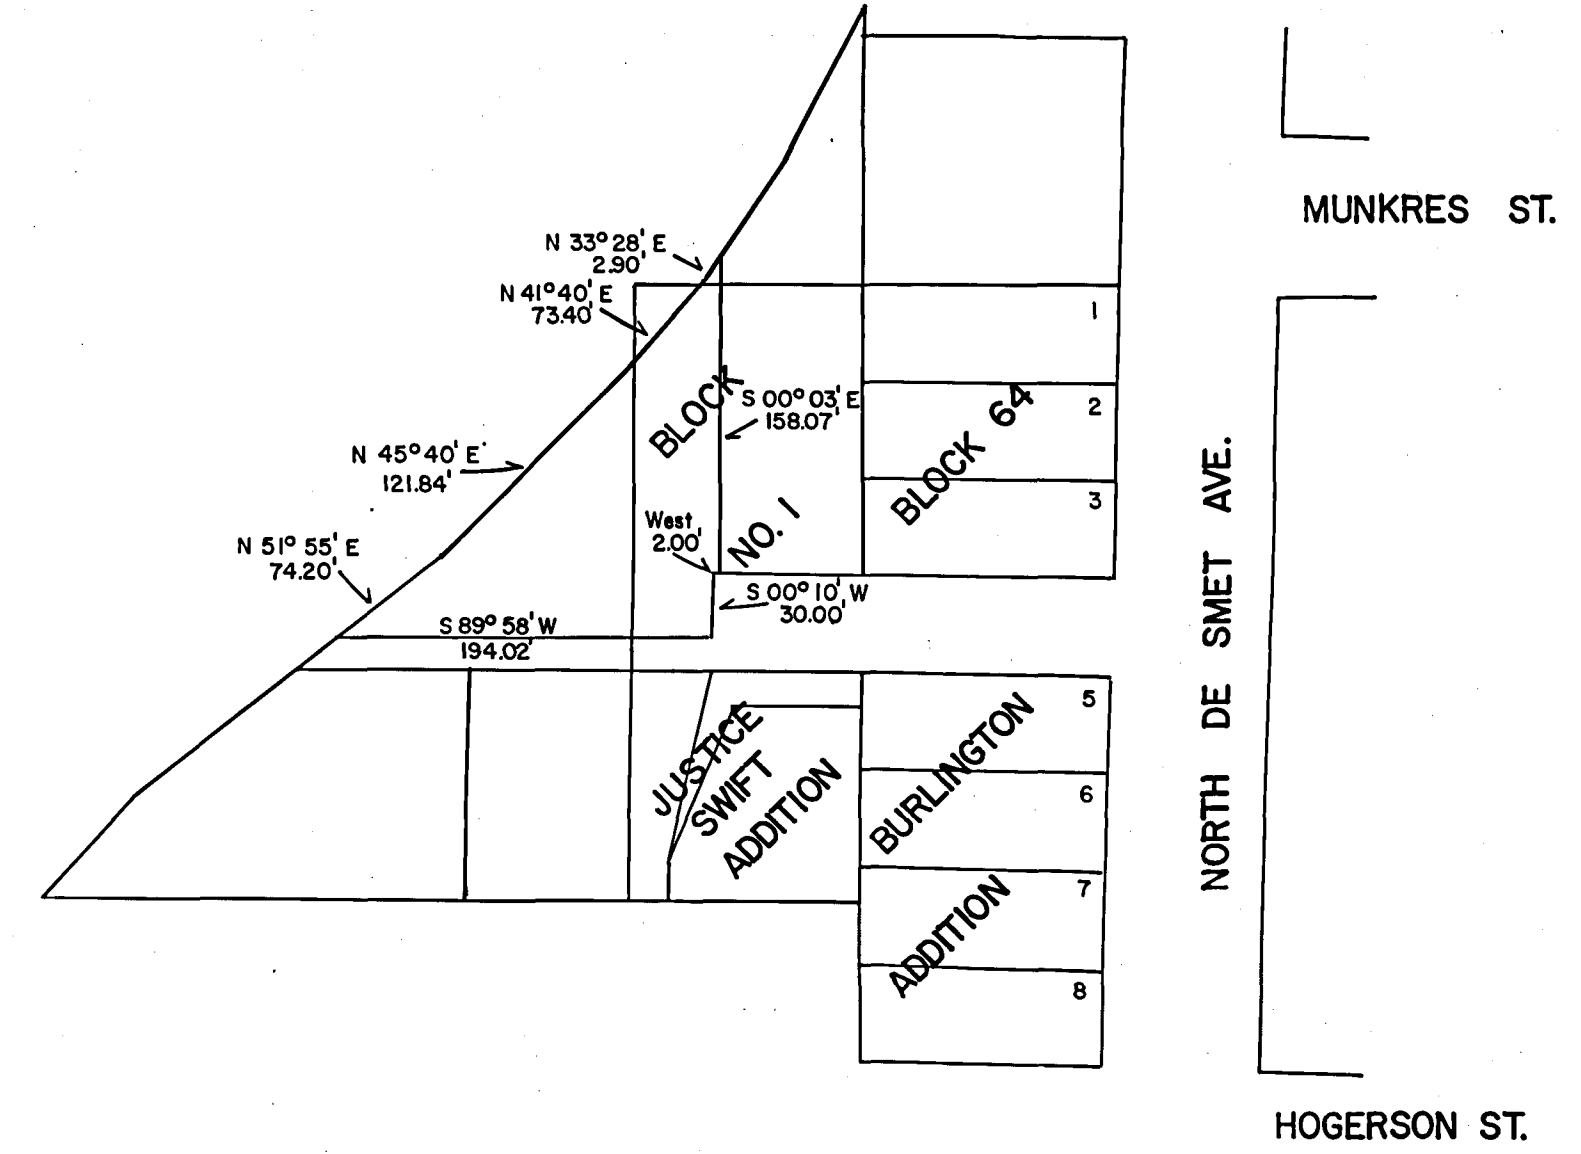 MUNKRES ST.
N 33° 28' E
2.90'
N 41° 40' E
73.40'
1
BLOCK
NO. 1
S 00° 03' E
158.07'
2
BLOCK 64
N 45° 40' E
121.84'
3
West
2.00'
N 51° 55' E
74.20'
S 00° 10' W
30.00'
S 89° 58' W
194.02'
NORTH DE SMET AVE.
5
JUSTICE
SWIFT
ADDITION
BURLINGTON
ADDITION
6
7
8
HOGERSON ST.